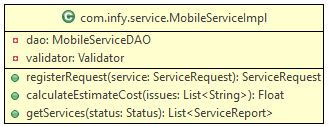 C com.infy.service.MobileServiceImpl
dao: MobileServiceDAO
validator: Validator
registerRequest(service: ServiceRequest): ServiceRequest
calculateEstimateCost(issues: List<String>): Float
getServices(status: Status): List<ServiceReport>